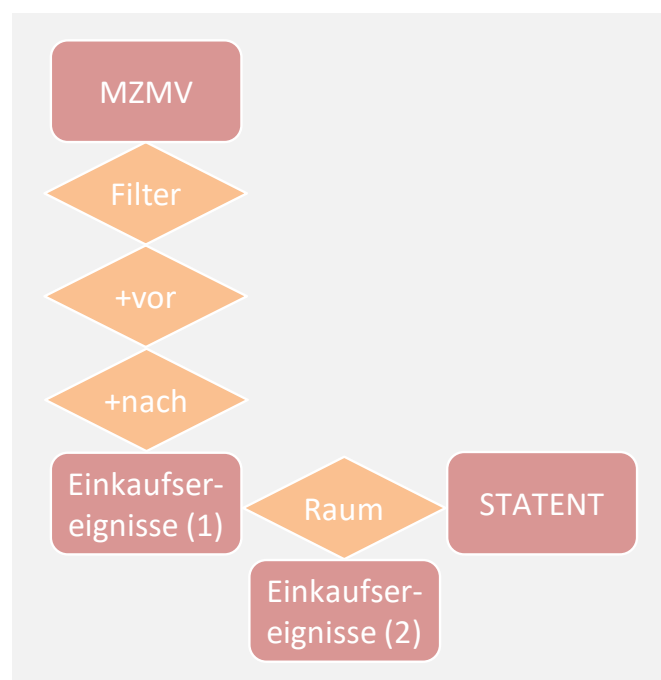 MZMV
Filter
+vor
+nach
Einkaufser-
eignisse (1)
Raum
STATENT
Einkaufser-
eignisse (2)